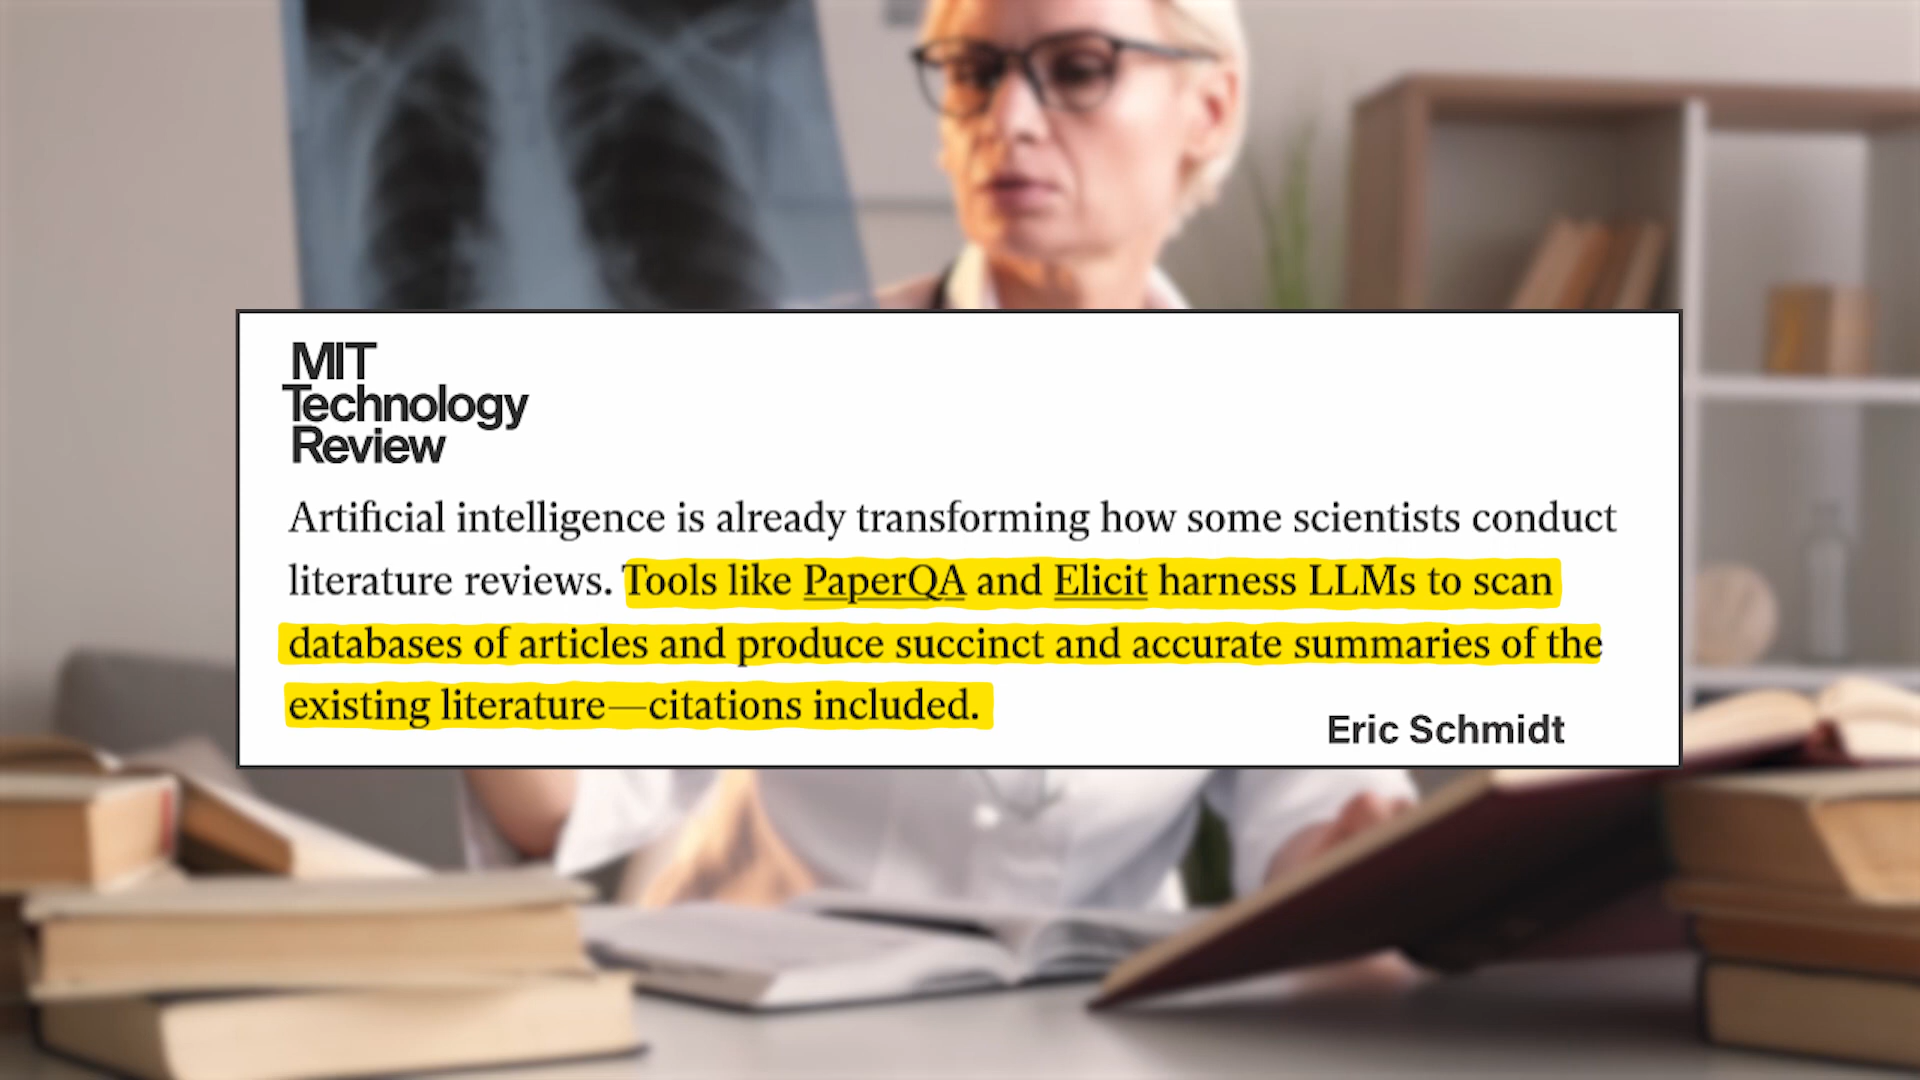 MIT
Technology
Review
Artificial intelligence is already transforming how some scientists conduct
literature reviews. Tools like PaperQA and Elicit harness LLMs to scan
databases of articles and produce succinct and accurate summaries of the
existing literature—citations included.
Eric Schmidt